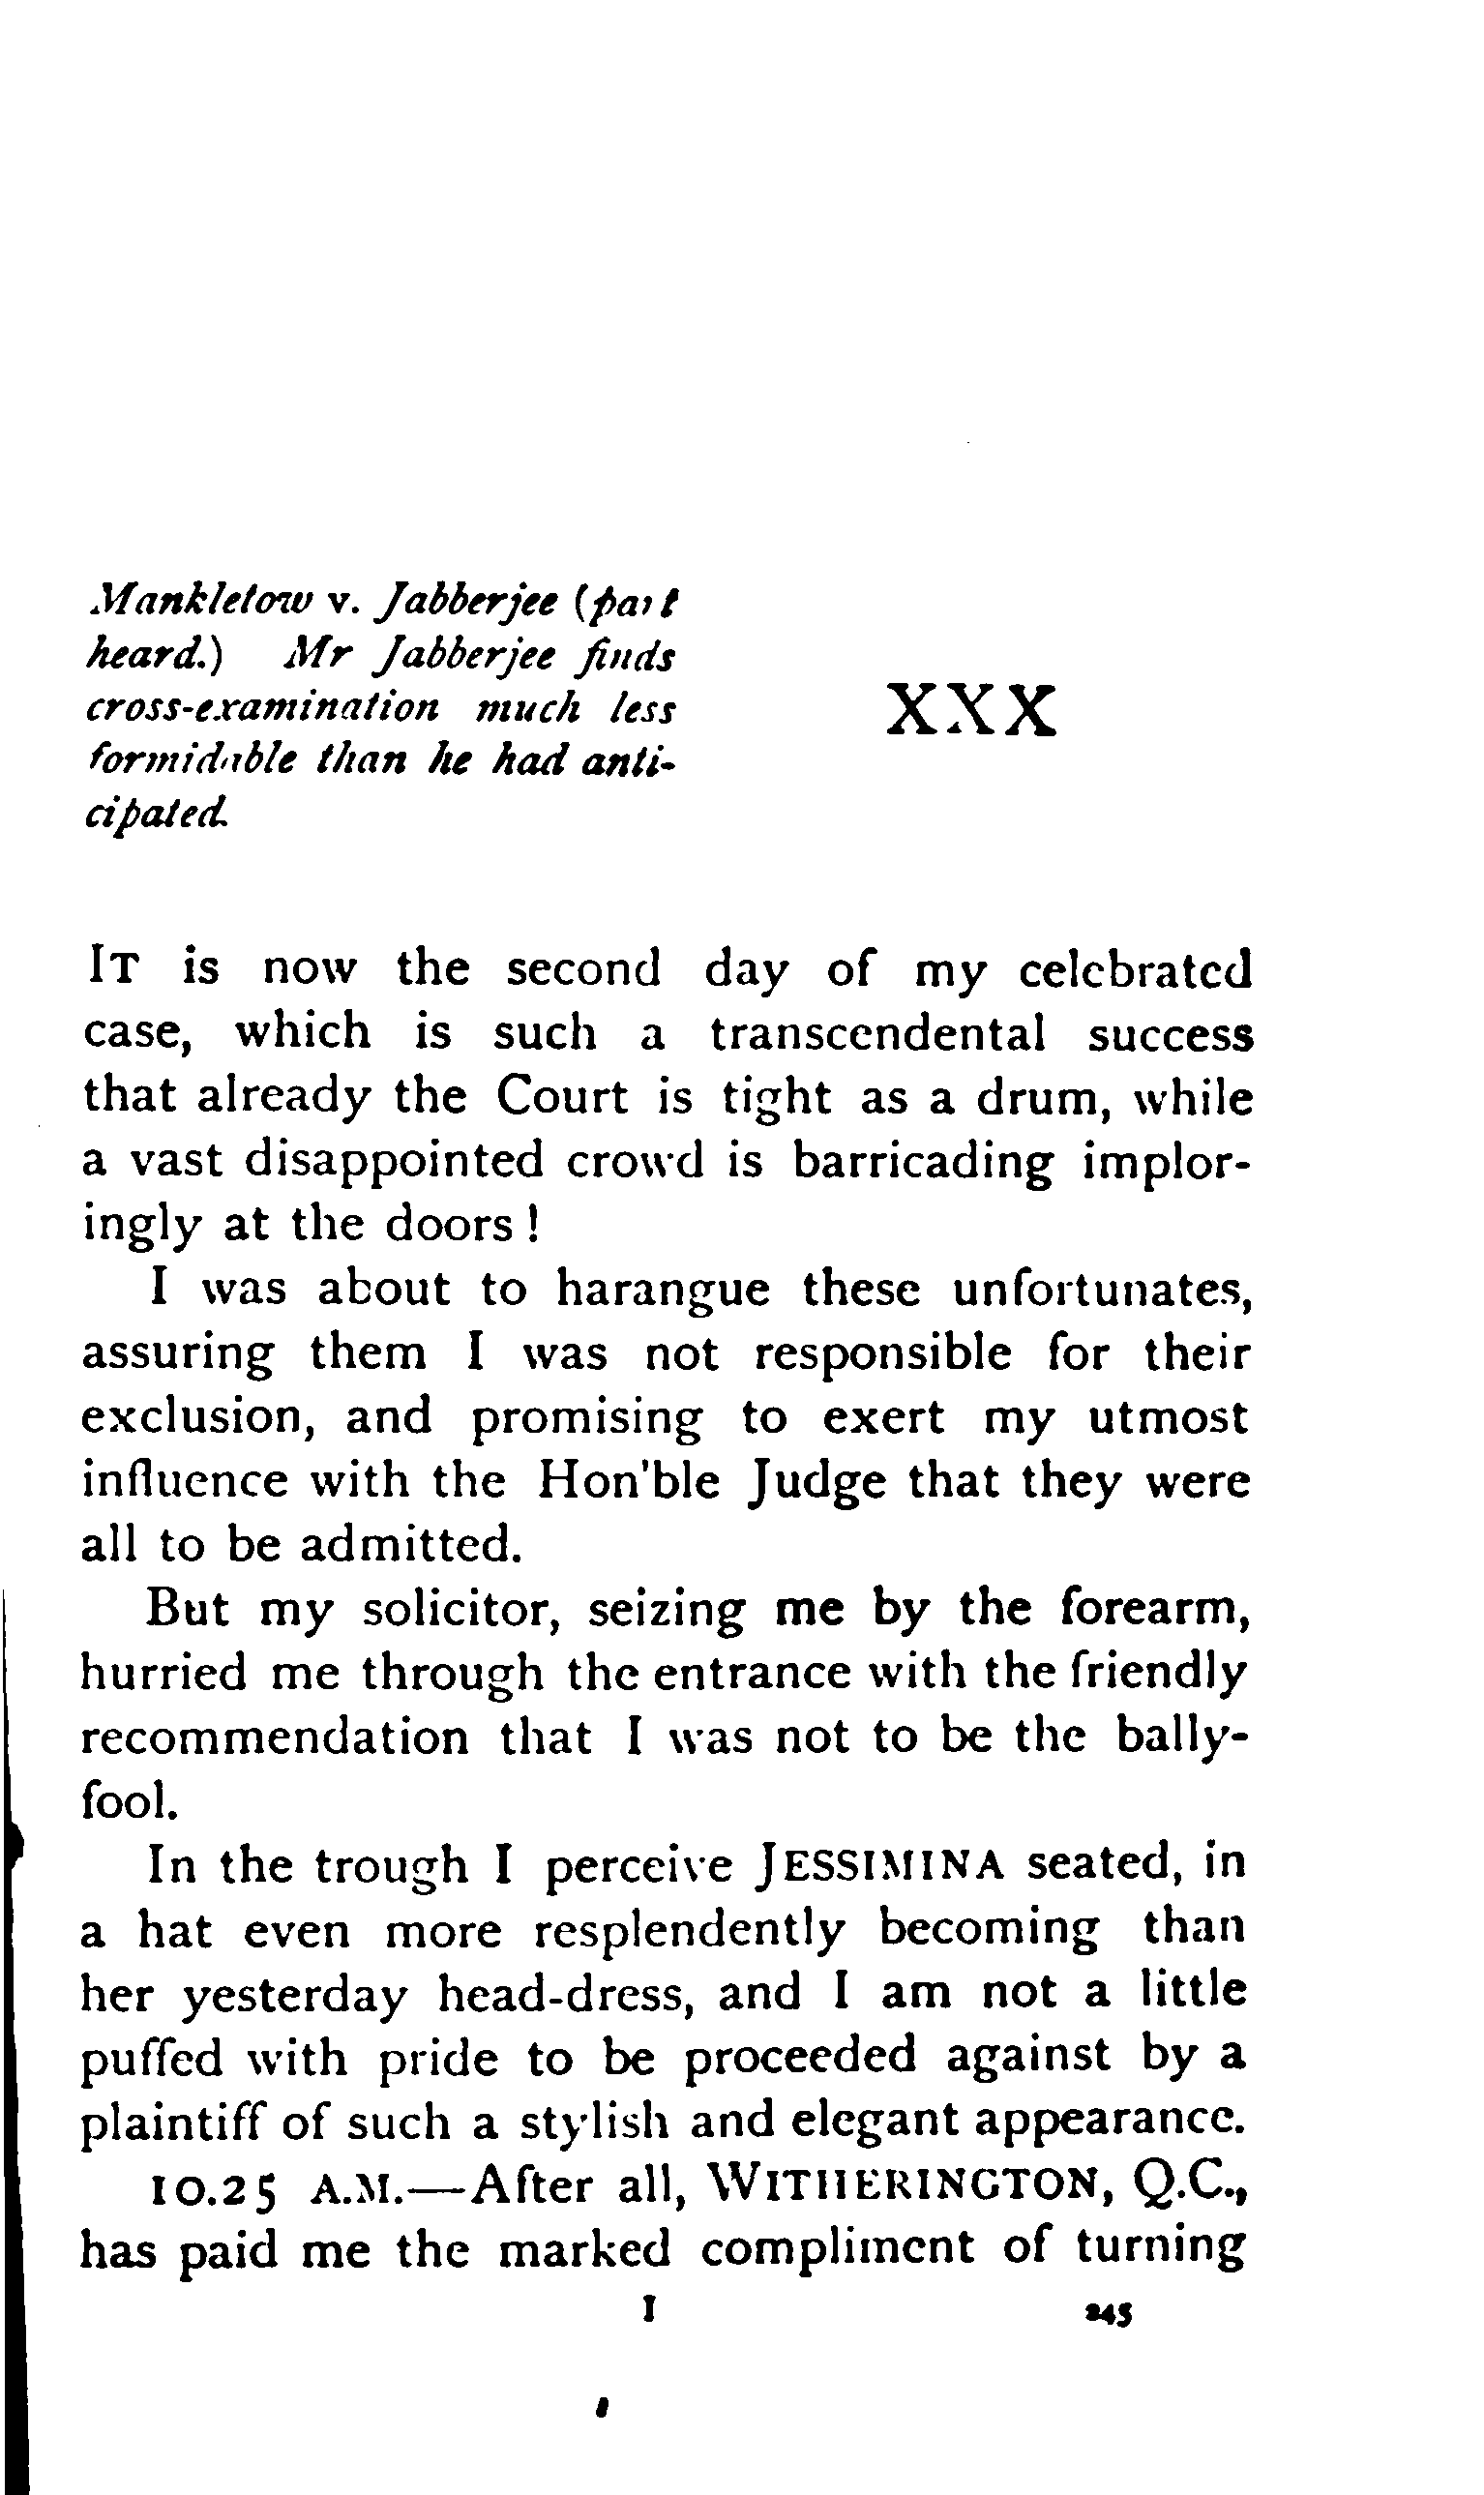 Mankletow v. Jabberjee (part
heard.) Mr Jabberjee finds
cross-examination much less
formidable than he had anti-
cipated.
XXX
IT is now the second day of my celebrated
case, which is such a transcendental success
that already the Court is tight as a drum, while
a vast disappointed crowd is barricading implor-
ingly at the doors !
I was about to harangue these unfortunates,
assuring them I was not responsible for their
exclusion, and promising to exert my utmost
influence with the Hon'ble Judge that they were
all to be admitted.
But my solicitor, seizing me by the forearm,
hurried me through the entrance with the friendly
recommendation that I was not to be the bally-
fool.
In the trough I perceive JESSIMINA seated, in
a hat even more resplendently becoming than
her yesterday head-dress, and I am not a little
puffed with pride to be proceeded against by a
plaintiff of such a stylish and elegant appearance.
10.25 A.M.—After all, WITHERINGTON, Q.C.,
has paid me the marked compliment of turning
I 245